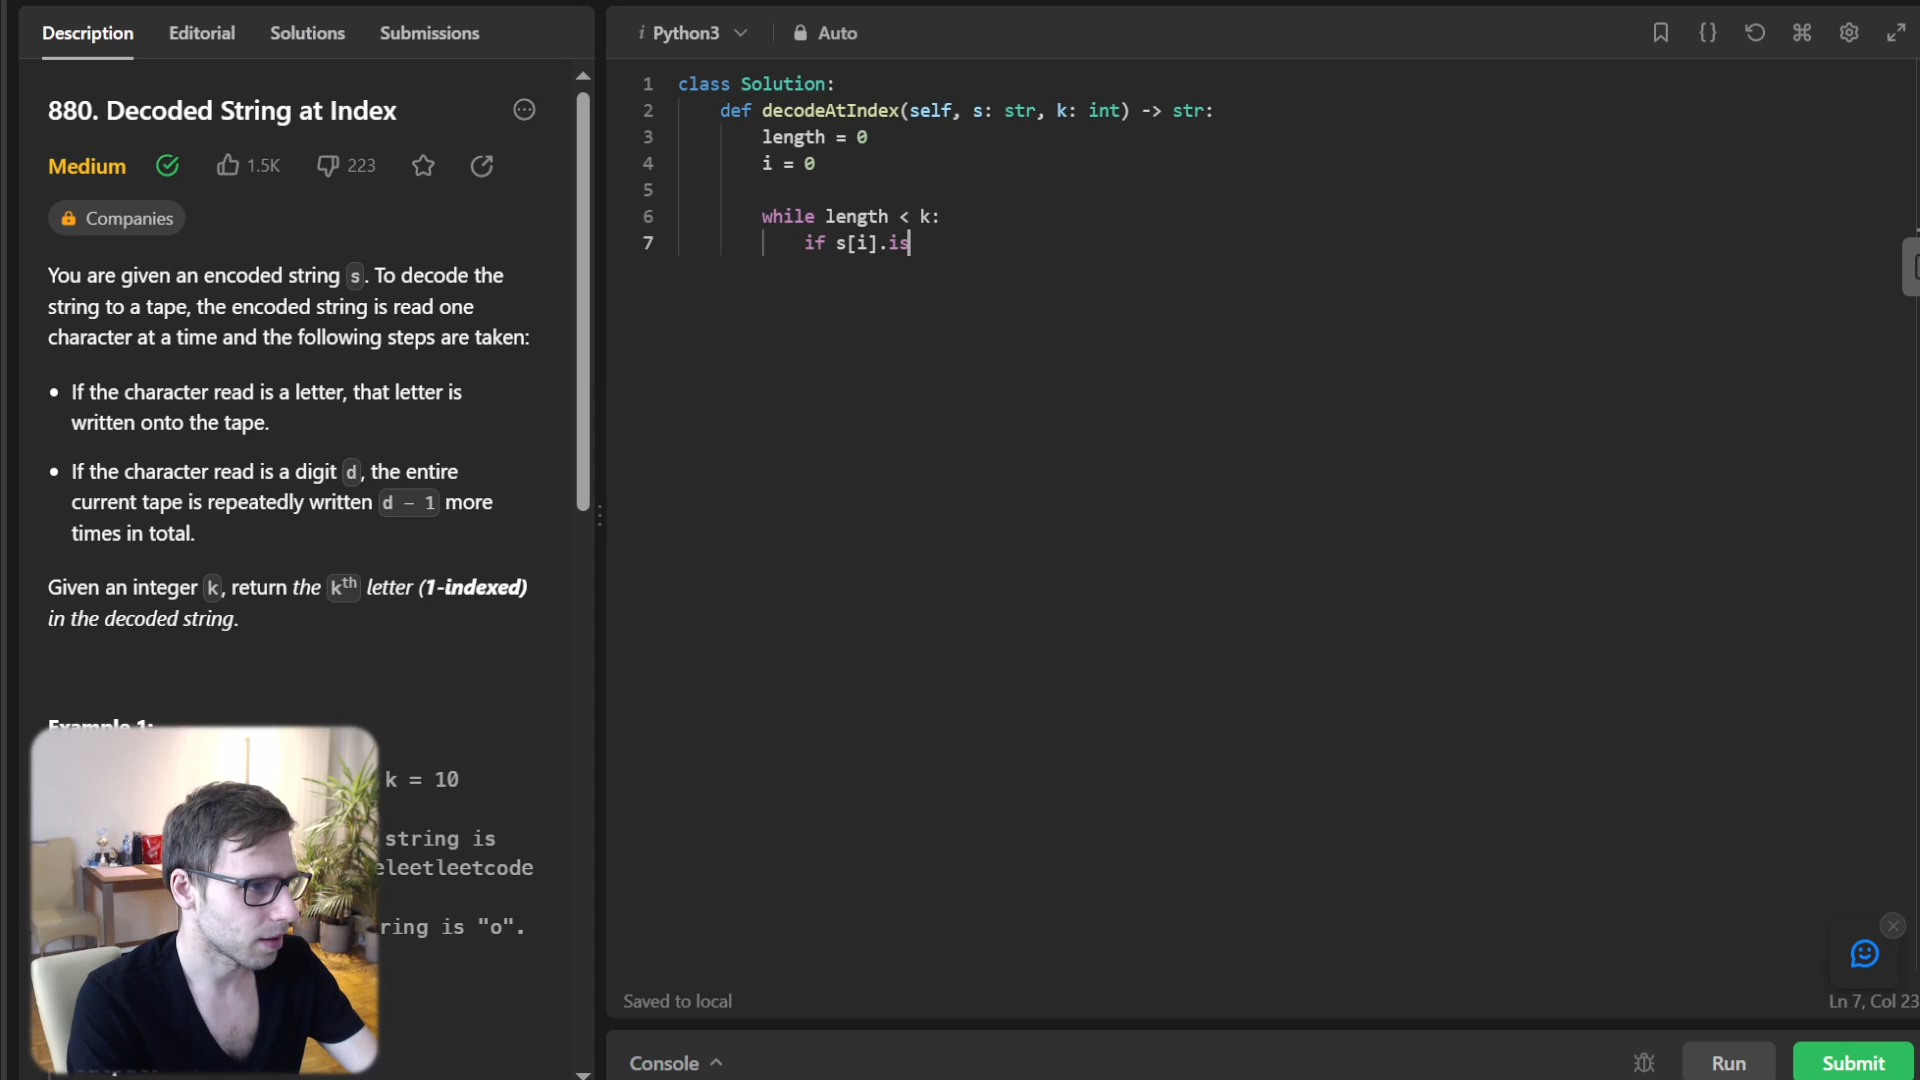 Description Editorial Solutions Submissions
880. Decoded String at Index
Medium 1.5K 223
Companies
You are given an encoded string s. To decode the
string to a tape, the encoded string is read one
character at a time and the following steps are taken:
• If the character read is a letter, that letter is
written onto the tape.
• If the character read is a digit d, the entire
current tape is repeatedly written d - 1 more
times in total.
Given an integer k, return the kth letter (1-indexed)
in the decoded string.
Example 1:
k = 10
string is
eleetleetcode
ring is "o".
i Python3 Auto
1 class Solution:
2 def decodeAtIndex(self, s: str, k: int) -> str:
3 length = 0
4 i = 0
5
6 while length < k:
7 if s[i].is
Saved to local
Ln 7, Col 23
Console
Run
Submit